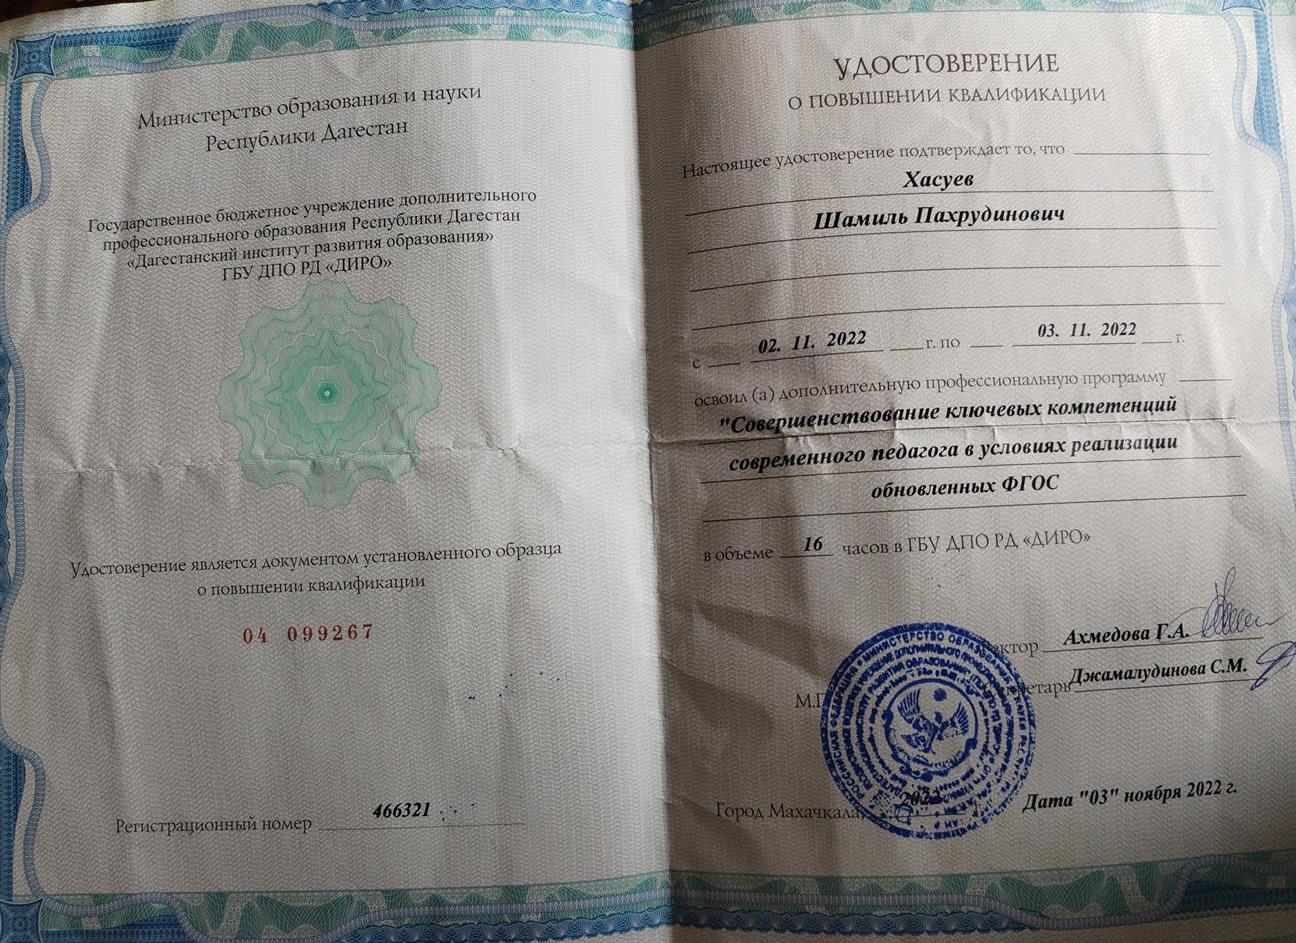 Министерство образования и науки
Республики Дагестан
Государственное бюджетное учреждение дополнительного
профессионального образования Республики Дагестан
«Дагестанский институт развития образования»
ГБУ ДПО РД «ДИРО»
Удостоверение является документом установленного образца
о повышении квалификации
04 099267
Регистрационный номер 466321
УДОСТОВЕРЕНИЕ
О ПОВЫШЕНИИ КВАЛИФИКАЦИИ
Настоящее удостоверение подтверждает то, что
Хасуев
Шамиль Пахрудинович
с 02. 11. 2022 г. по 03. 11. 2022 г.
освоил (а) дополнительную профессиональную программу
"Совершенствование ключевых компетенций
современного педагога в условиях реализации
обновленных ФГОС
в объеме 16 часов в ГБУ ДПО РД «ДИРО»
Ректор Ахмедова Г.А.
Секретарь Джамалудинова С.М.
М.П.
Город Махачкала, 2022 Дата "03" ноября 2022 г.